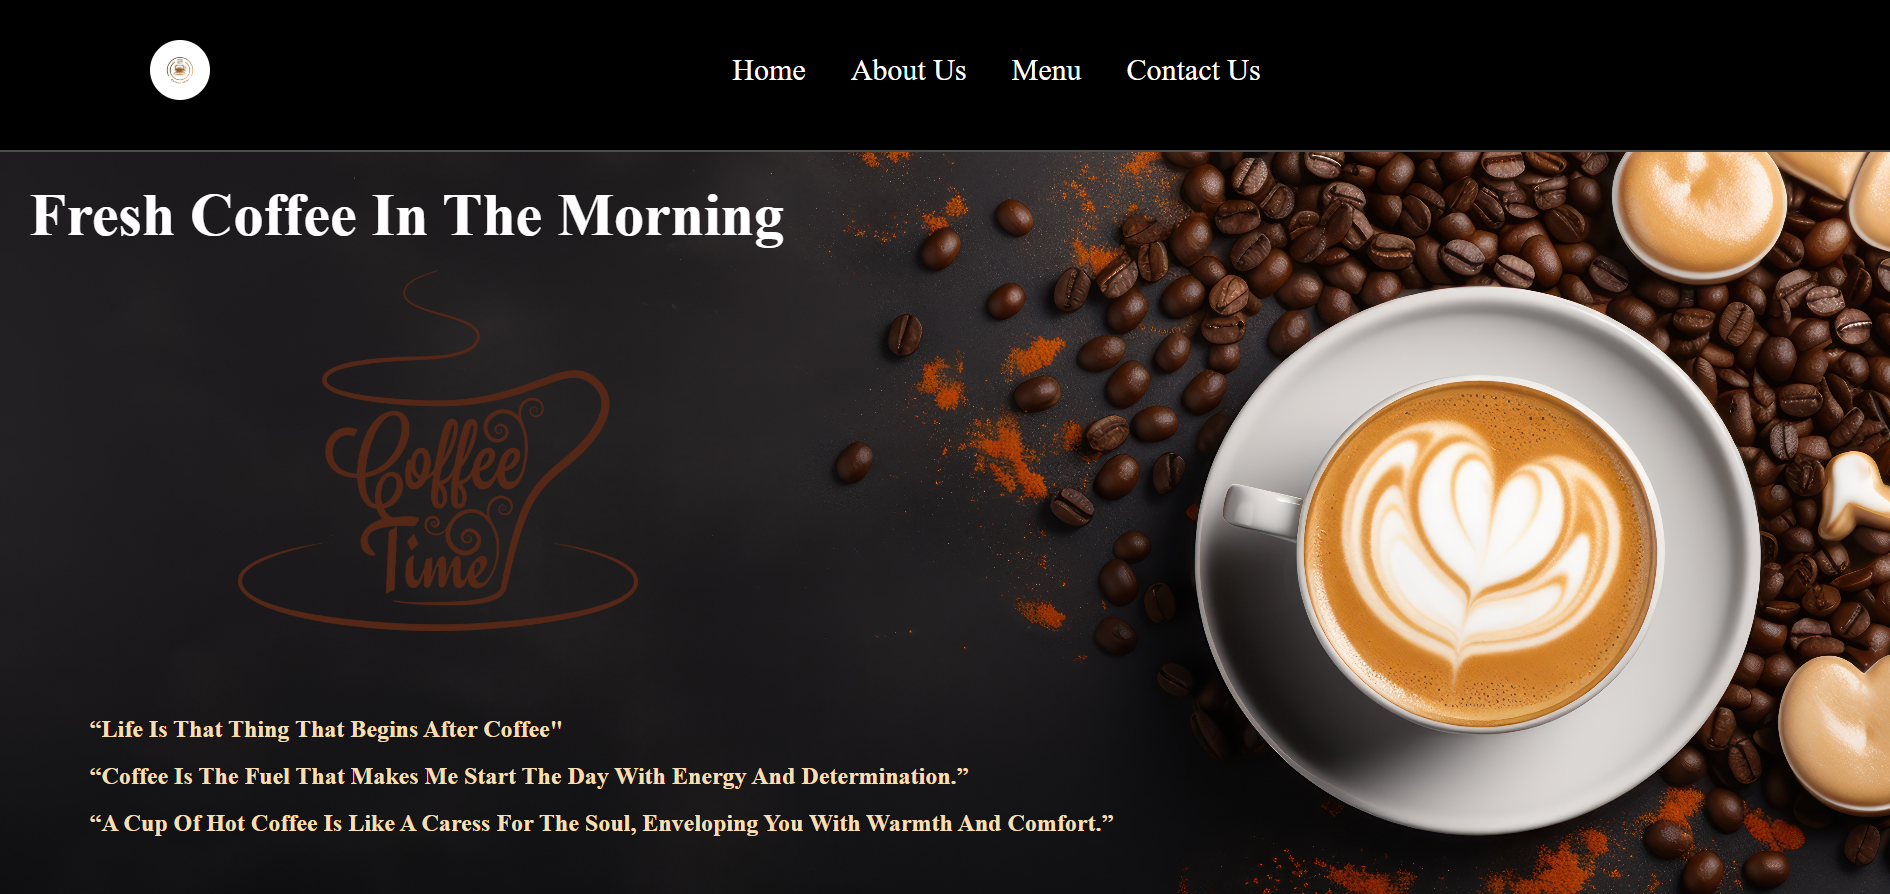 Home About Us Menu Contact Us
Fresh Coffee In The Morning
Coffee
Time
“Life Is That Thing That Begins After Coffee"
“Coffee Is The Fuel That Makes Me Start The Day With Energy And Determination.”
“A Cup Of Hot Coffee Is Like A Caress For The Soul, Enveloping You With Warmth And Comfort.”